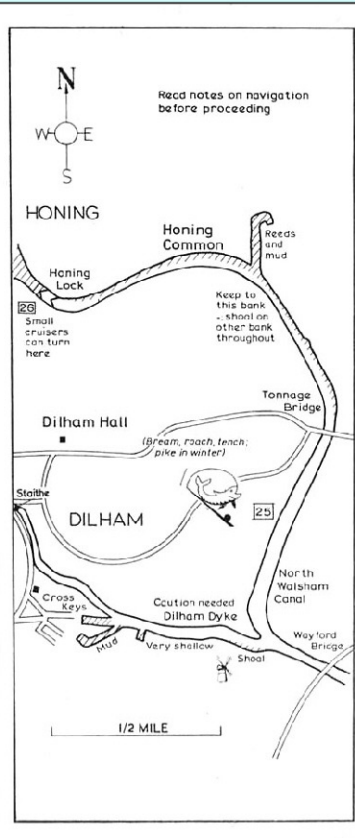 N
Read notes on navigation
before proceeding
W
E
S
HONING
Honing
Common
Reeds
and
mud
Honing
Lock
26
Small
cruisers
can turn
here
Keep to
this bank
- shoal on
other bank
throughout
Tonnage
Bridge
Dilham Hall
(Bream, roach, tench;
pike in winter)
Staithe
DILHAM
25
North
Walsham
Canal
Cross
Keys
Caution needed
Dilham Dyke
Wayford
Bridge
Mud
Very shallow
Shoal
1/2 MILE